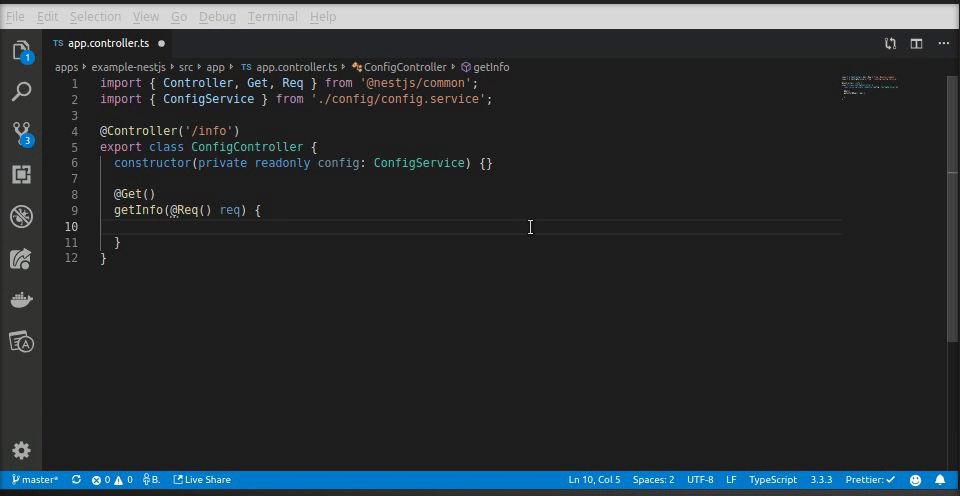 File Edit Selection View Go Debug Terminal Help
TS app.controller.ts
apps › example-nestjs › src › app › TS app.controller.ts › ConfigController › getInfo
1 import { Controller, Get, Req } from '@nestjs/common';
2 import { ConfigService } from './config/config.service';
3
4 @Controller('/info')
5 export class ConfigController {
6 constructor(private readonly config: ConfigService) {}
7
8 @Get()
9 getInfo(@Req() req) {
10
11 }
12 }
1
3
master* 0 0 B. Live Share Ln 10, Col 5 Spaces: 2 UTF-8 LF TypeScript 3.3.3 Prettier: ✓